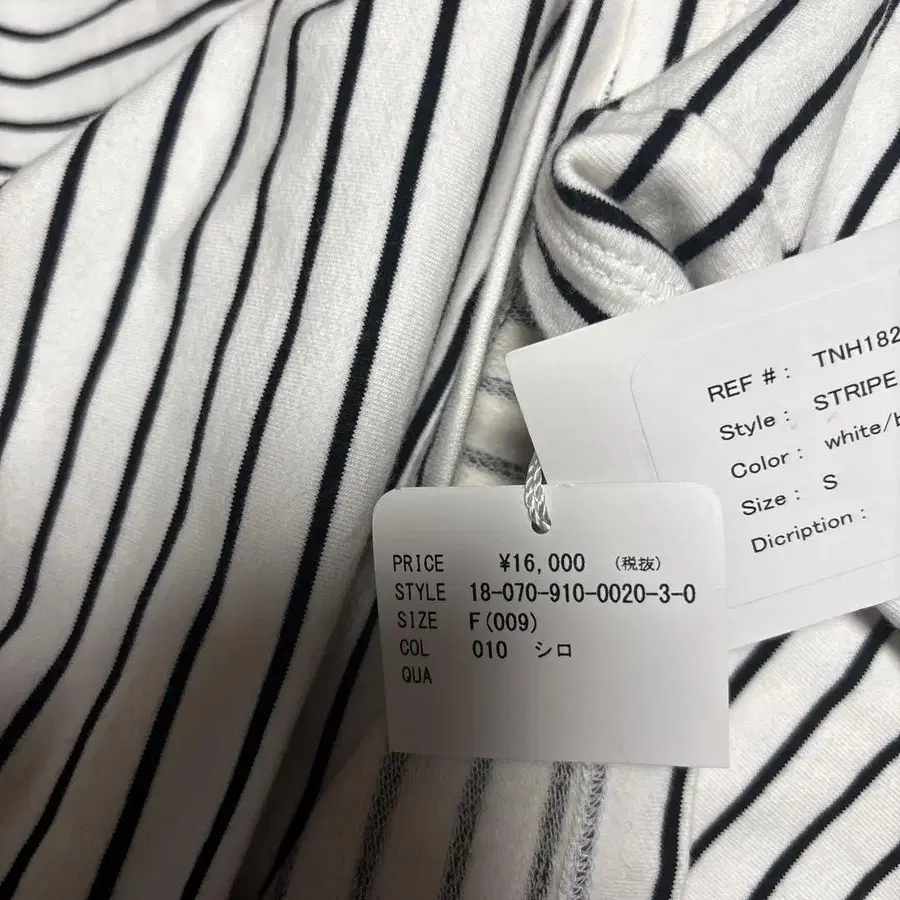 REF #: TNH182
Style: STRIPE
Color: white/b
Size: S
Dicription:
PRICE ¥16,000 (税抜)
STYLE 18-070-910-0020-3-0
SIZE F(009)
COL 010 シロ
QUA